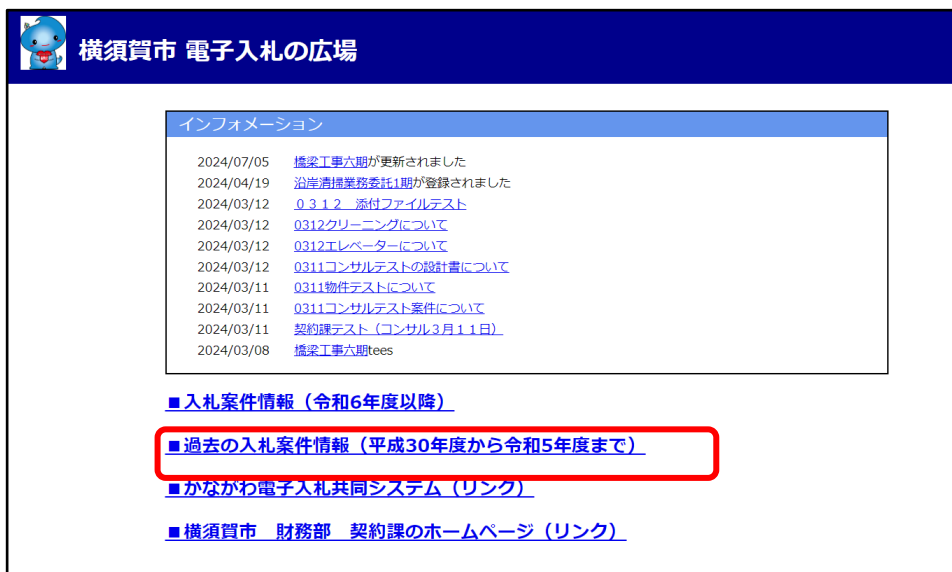 横須賀市 電子入札の広場
インフォメーション
2024/07/05 橋梁工事六期が更新されました
2024/04/19 沿岸清掃業務委託1期が登録されました
2024/03/12 ０３１２　添付ファイルテスト
2024/03/12 0312クリーニングについて
2024/03/12 0312エレベーターについて
2024/03/12 0311コンサルテストの設計書について
2024/03/11 0311物件テストについて
2024/03/11 0311コンサルテスト案件について
2024/03/11 契約課テスト（コンサル３月１１日）
2024/03/08 橋梁工事六期tees
■入札案件情報（令和6年度以降）
■過去の入札案件情報（平成30年度から令和5年度まで）
■かながわ電子入札共同システム（リンク）
■横須賀市　財務部　契約課のホームページ（リンク）